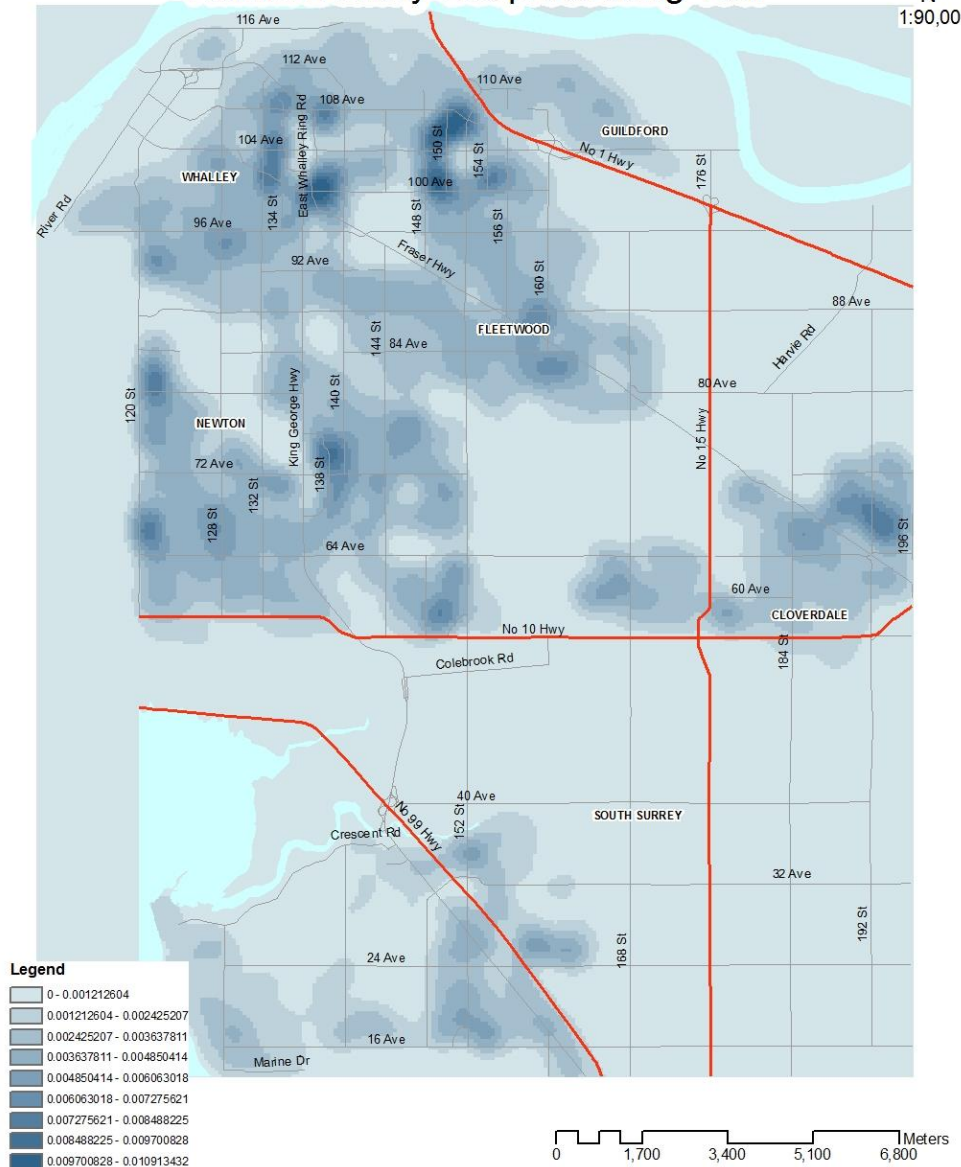 1:90,00
116 Ave
112 Ave
110 Ave
108 Ave
GUILDFORD
104 Ave
East Whalley Ring Rd
150 St
154 St
No 1 Hwy
176 St
WHALLEY
100 Ave
134 St
148 St
156 St
River Rd
96 Ave
Fraser Hwy
92 Ave
160 St
88 Ave
FLEETWOOD
144 St
84 Ave
Harvie Rd
80 Ave
120 St
140 St
King George Hwy
NEWTON
No 15 Hwy
72 Ave
138 St
132 St
128 St
196 St
64 Ave
60 Ave
CLOVERDALE
No 10 Hwy
184 St
Colebrook Rd
40 Ave
No 99 Hwy
152 St
SOUTH SURREY
Crescent Rd
32 Ave
192 St
168 St
24 Ave
16 Ave
Marine Dr
Legend
0 - 0.001212604
0.001212604 - 0.002425207
0.002425207 - 0.003637811
0.003637811 - 0.004850414
0.004850414 - 0.006063018
0.006063018 - 0.007275621
0.007275621 - 0.008488225
0.008488225 - 0.009700828
0.009700828 - 0.010913432
Meters
0 1,700 3,400 5,100 6,800